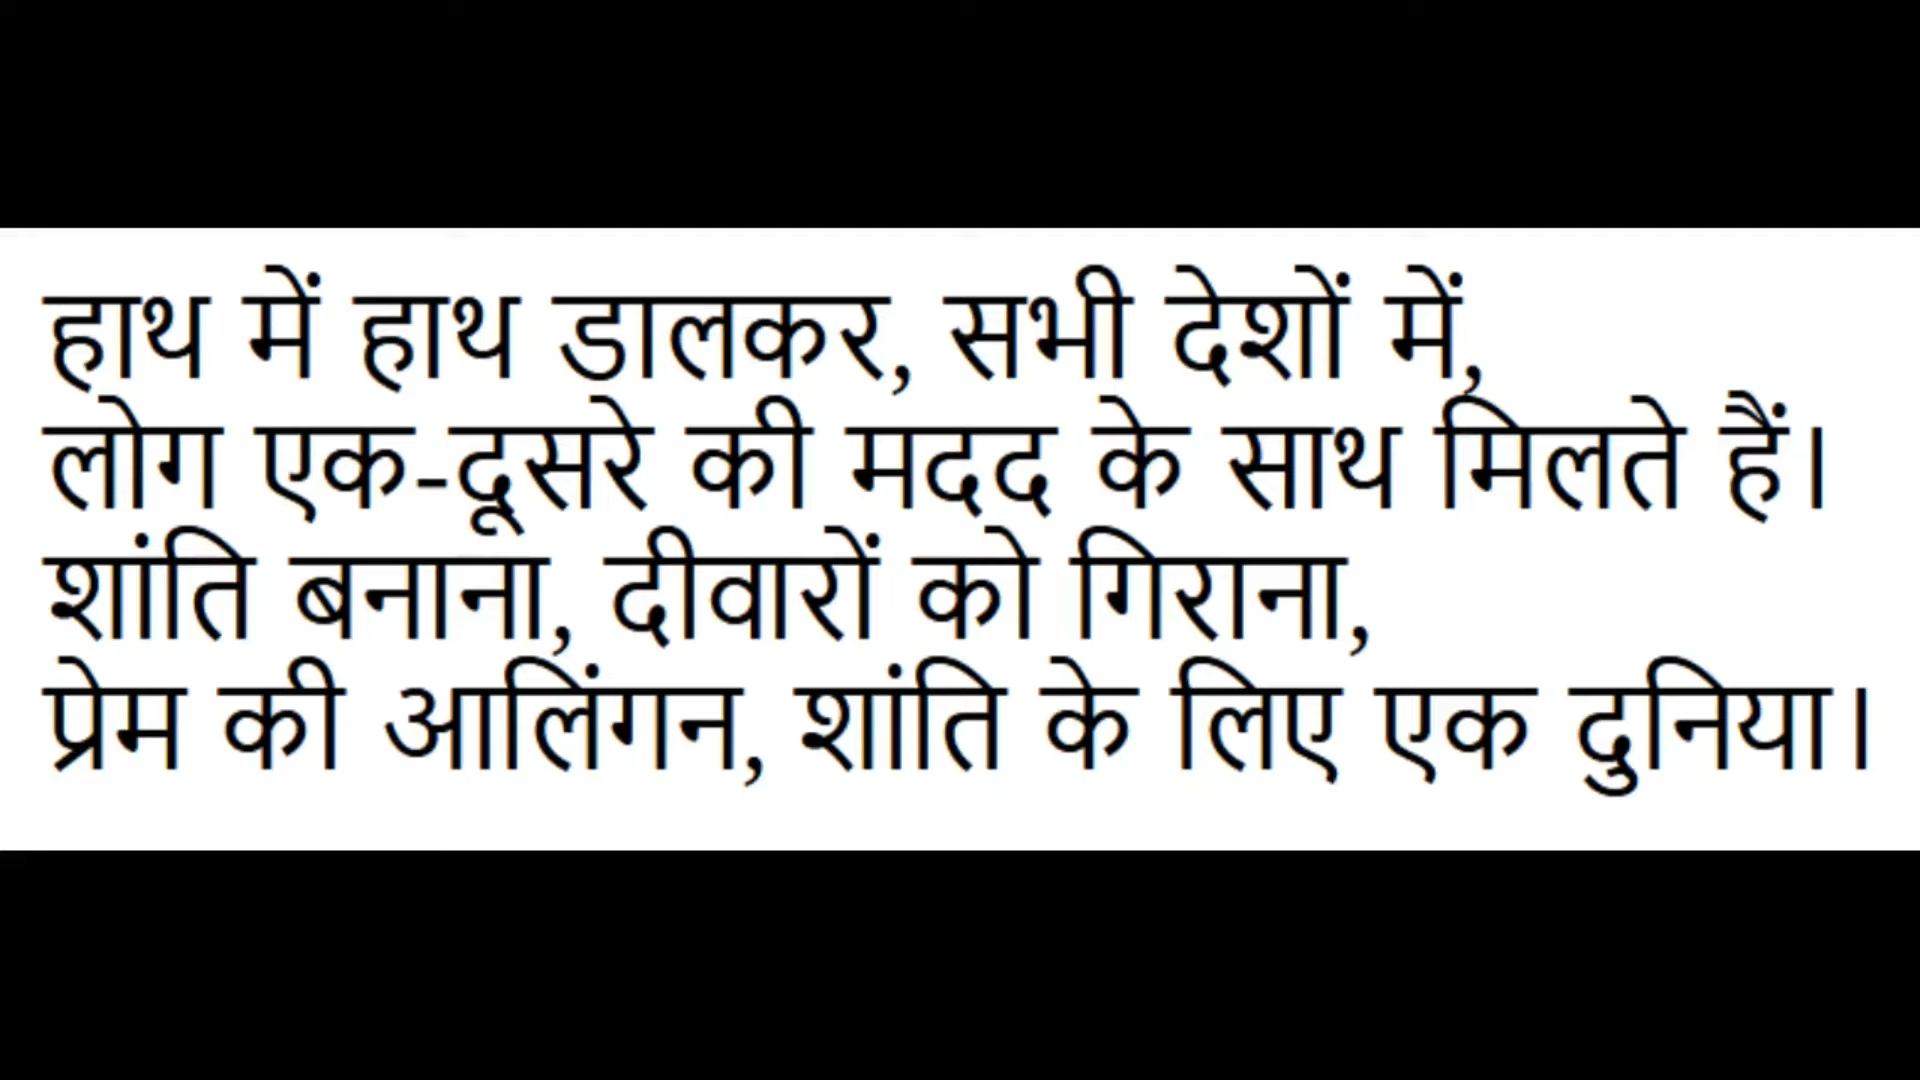 हाथ में हाथ डालकर, सभी देशों में,
लोग एक-दूसरे की मदद के साथ मिलते हैं।
शांति बनाना, दीवारों को गिराना,
प्रेम की आलिंगन, शांति के लिए एक दुनिया।